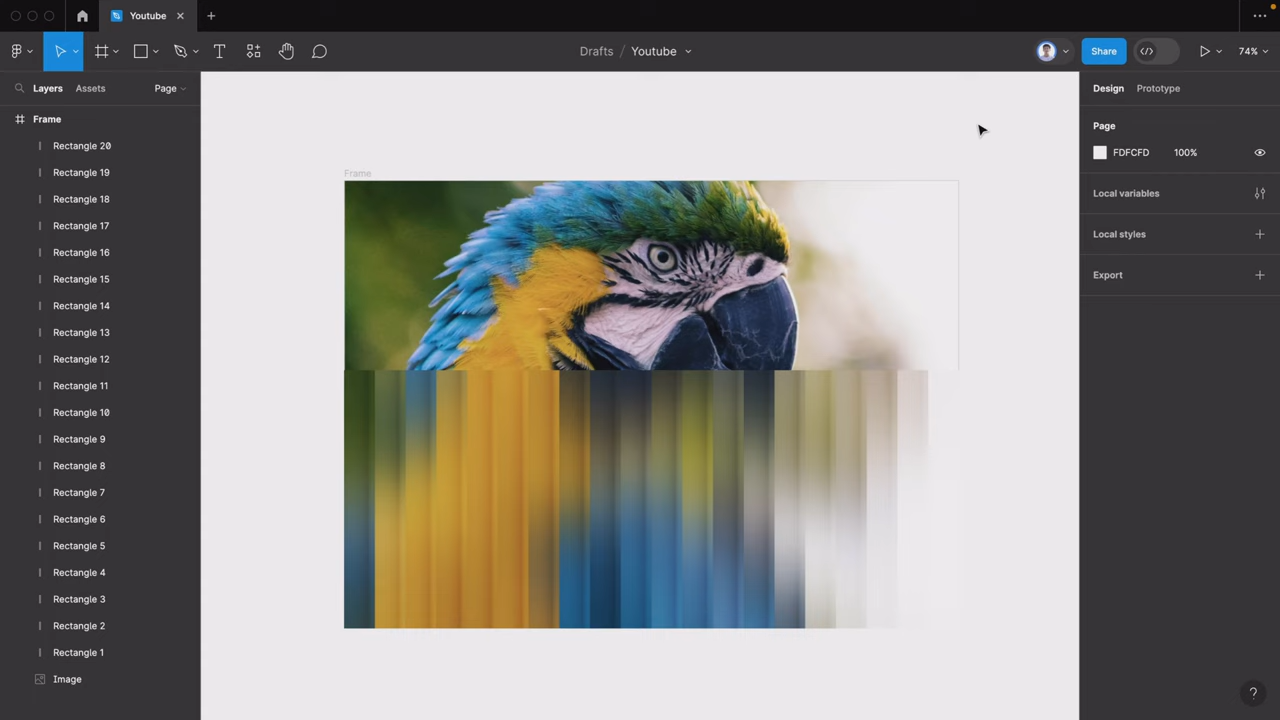 Youtube
Drafts / Youtube
Share
74%
Layers
Assets
Page
Frame
Rectangle 20
Rectangle 19
Rectangle 18
Rectangle 17
Rectangle 16
Rectangle 15
Rectangle 14
Rectangle 13
Rectangle 12
Rectangle 11
Rectangle 10
Rectangle 9
Rectangle 8
Rectangle 7
Rectangle 6
Rectangle 5
Rectangle 4
Rectangle 3
Rectangle 2
Rectangle 1
Image
Frame
Design
Prototype
Page
FDFCFD
100%
Local variables
Local styles
Export
?